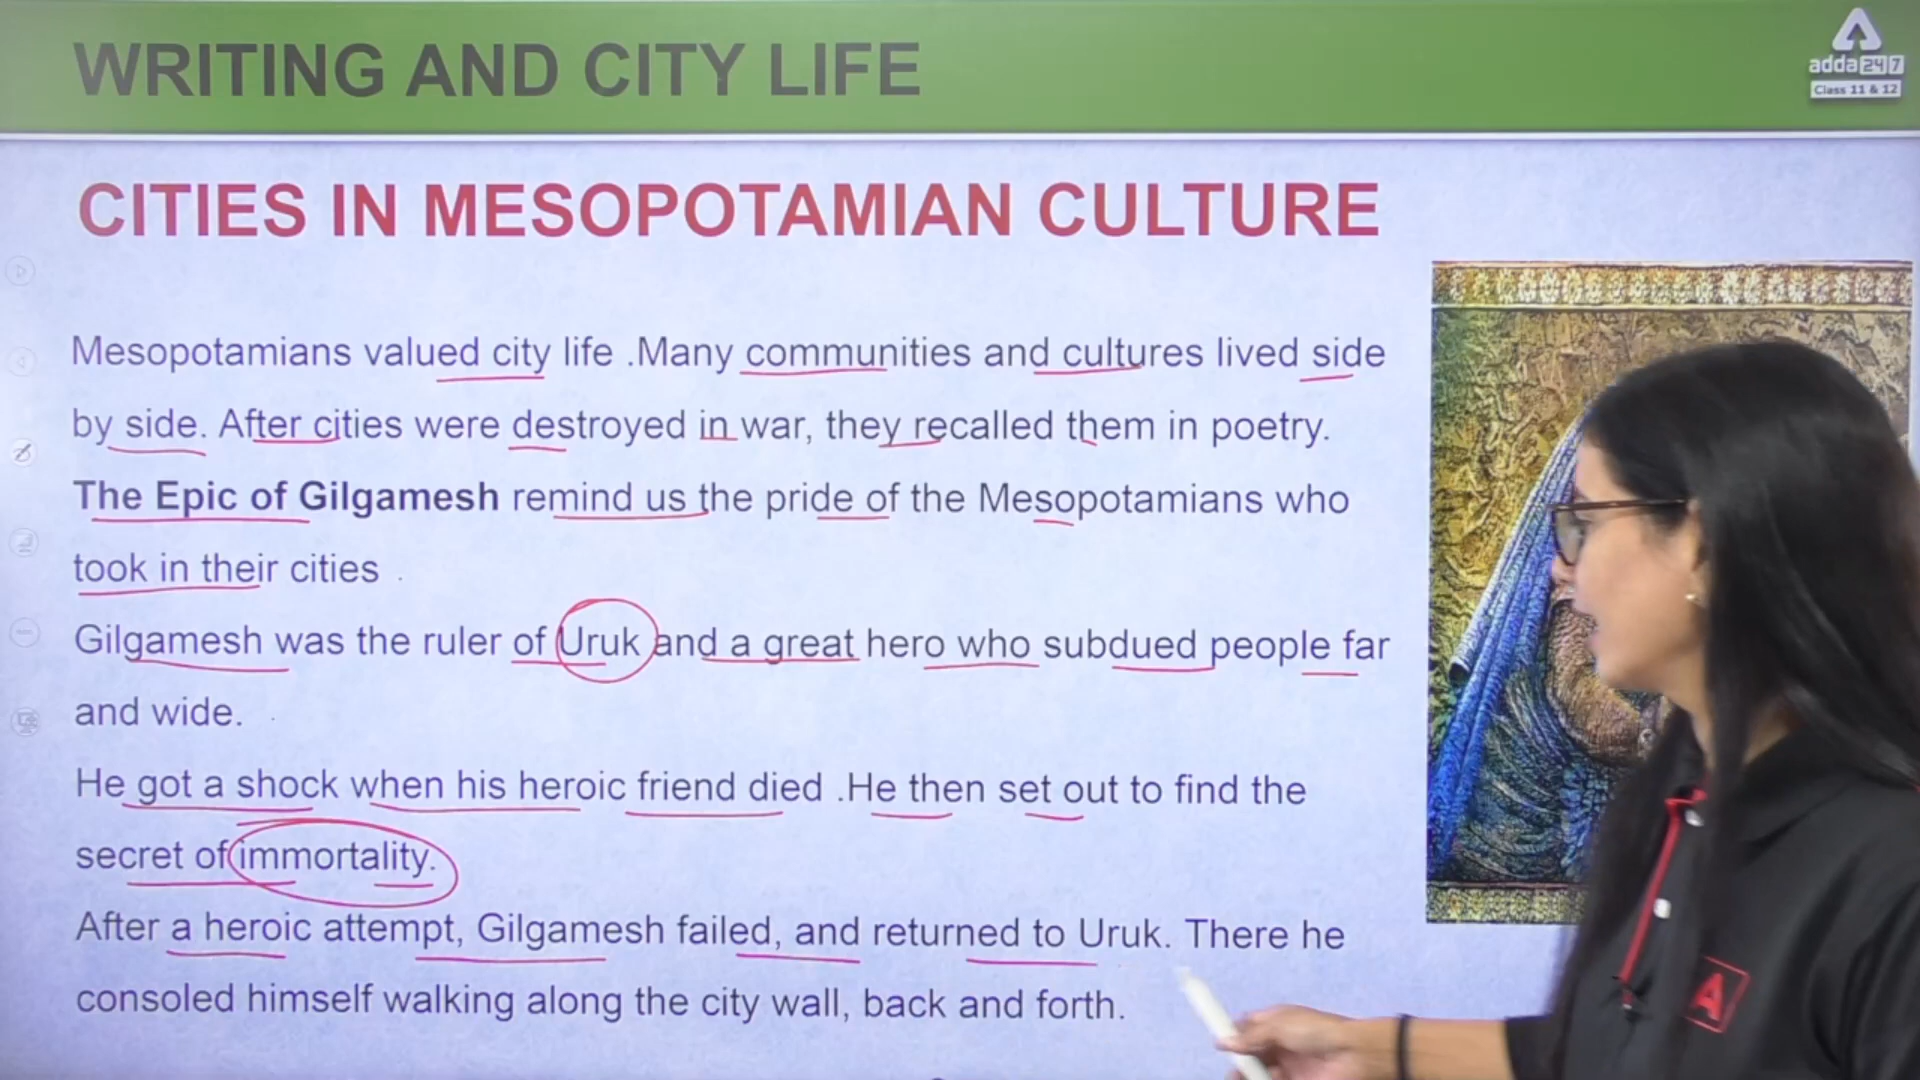 WRITING AND CITY LIFE
adda247
Class 11 & 12
CITIES IN MESOPOTAMIAN CULTURE
Mesopotamians valued city life .Many communities and cultures lived side
by side. After cities were destroyed in war, they recalled them in poetry.
The Epic of Gilgamesh remind us the pride of the Mesopotamians who
took in their cities .
Gilgamesh was the ruler of Uruk and a great hero who subdued people far
and wide. .
He got a shock when his heroic friend died .He then set out to find the
secret of immortality.
After a heroic attempt, Gilgamesh failed, and returned to Uruk. There he
consoled himself walking along the city wall, back and forth.
A